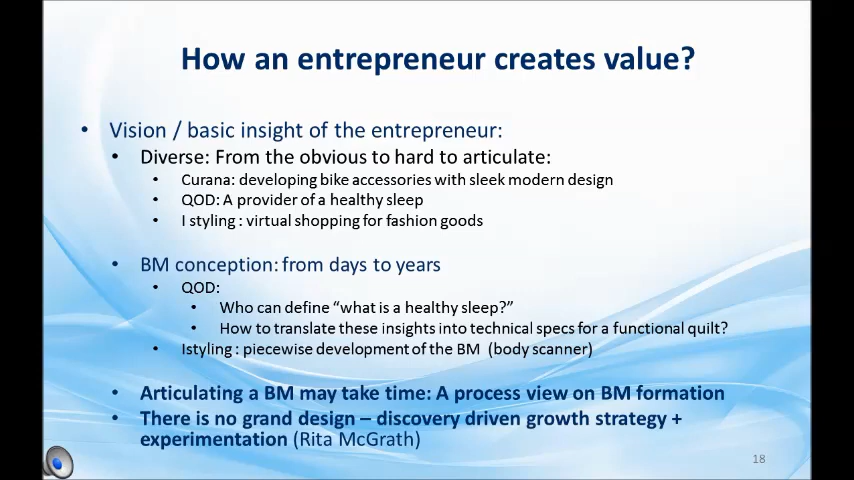 How an entrepreneur creates value?
• Vision / basic insight of the entrepreneur:
• Diverse: From the obvious to hard to articulate:
• Curana: developing bike accessories with sleek modern design
• QOD: A provider of a healthy sleep
• I styling : virtual shopping for fashion goods
• BM conception: from days to years
• QOD:
• Who can define “what is a healthy sleep?”
• How to translate these insights into technical specs for a functional quilt?
• Istyling : piecewise development of the BM (body scanner)
• Articulating a BM may take time: A process view on BM formation
• There is no grand design – discovery driven growth strategy +
experimentation (Rita McGrath)
18